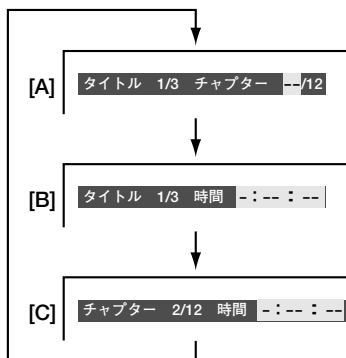 [A] タイトル 1/3 チャプター --/12
[B] タイトル 1/3 時間 -:--:--
[C] チャプター 2/12 時間 -:--:--